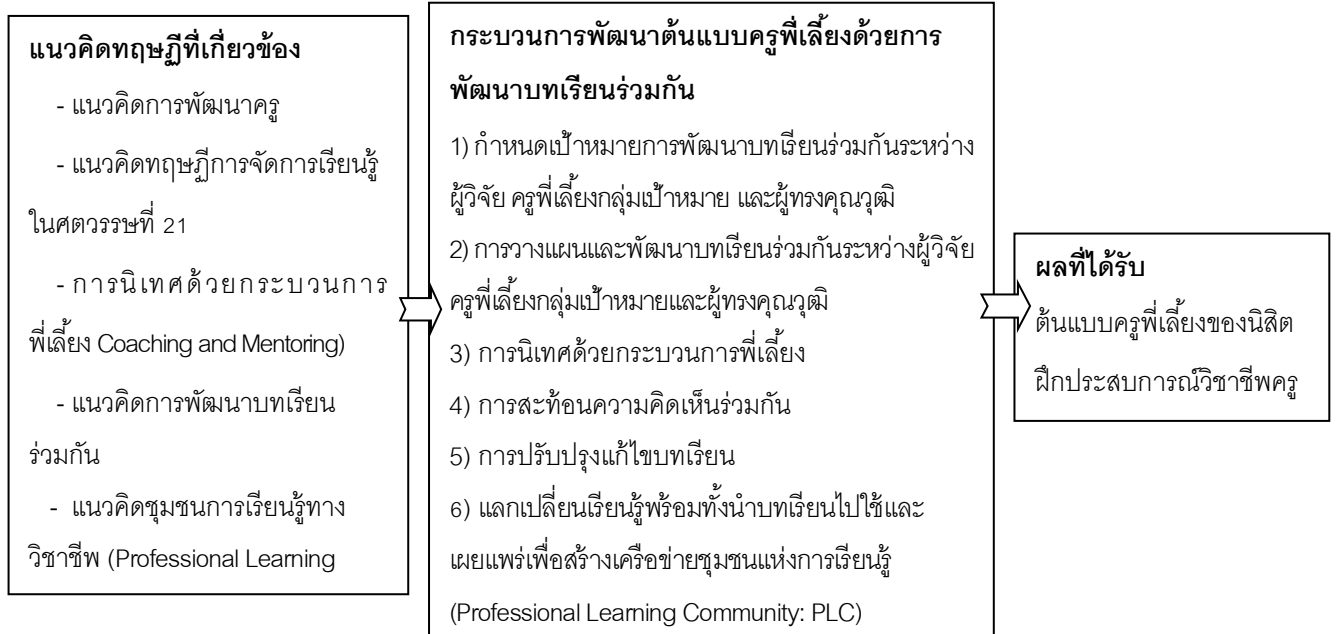 แนวคิดทฤษฎีที่เกี่ยวข้อง
- แนวคิดการพัฒนาครู
- แนวคิดทฤษฎีการจัดการเรียนรู้
ในศตวรรษที่ 21
- การนิเทศด้วยกระบวนการ
พี่เลี้ยง Coaching and Mentoring)
- แนวคิดการพัฒนาบทเรียน
ร่วมกัน
- แนวคิดชุมชนการเรียนรู้ทาง
วิชาชีพ (Professional Learning
กระบวนการพัฒนาต้นแบบครูพี่เลี้ยงด้วยการ
พัฒนาบทเรียนร่วมกัน
1) กำหนดเป้าหมายการพัฒนาบทเรียนร่วมกันระหว่าง
ผู้วิจัย ครูพี่เลี้ยงกลุ่มเป้าหมาย และผู้ทรงคุณวุฒิ
2) การวางแผนและพัฒนาบทเรียนร่วมกันระหว่างผู้วิจัย
ครูพี่เลี้ยงกลุ่มเป้าหมายและผู้ทรงคุณวุฒิ
3) การนิเทศด้วยกระบวนการพี่เลี้ยง
4) การสะท้อนความคิดเห็นร่วมกัน
5) การปรับปรุงแก้ไขบทเรียน
6) แลกเปลี่ยนเรียนรู้พร้อมทั้งนำบทเรียนไปใช้และ
เผยแพร่เพื่อสร้างเครือข่ายชุมชนแห่งการเรียนรู้
(Professional Learning Community: PLC)
ผลที่ได้รับ
ต้นแบบครูพี่เลี้ยงของนิสิต
ฝึกประสบการณ์วิชาชีพครู